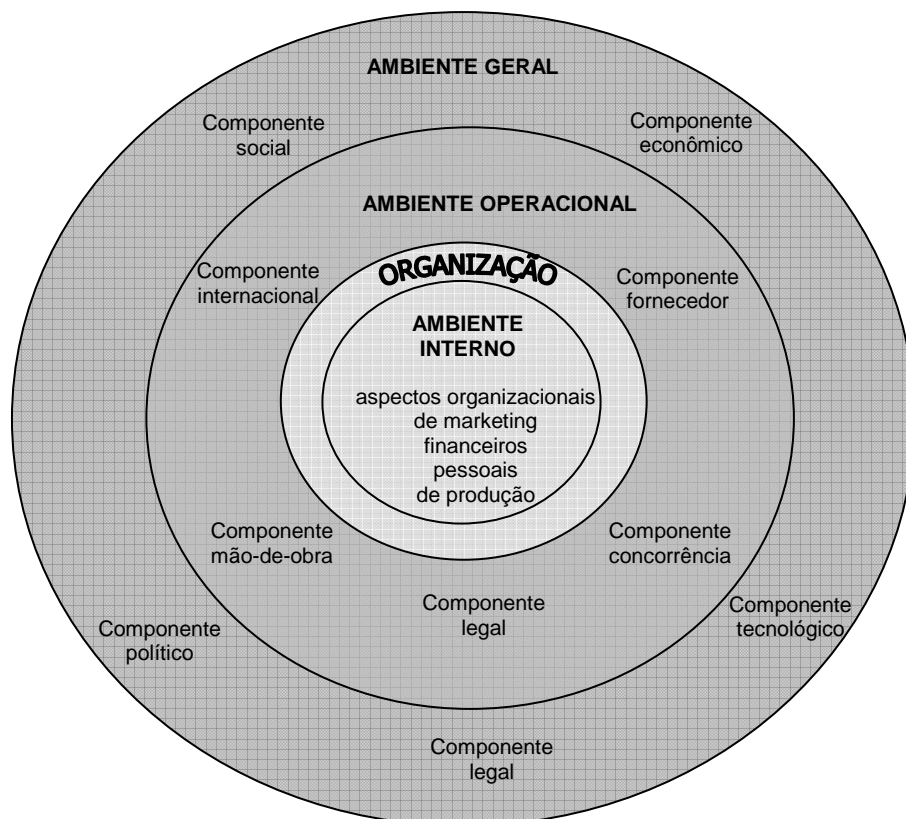 AMBIENTE GERAL
Componente
social
Componente
econômico
AMBIENTE OPERACIONAL
Componente
internacional
ORGANIZAÇÃO
Componente
fornecedor
AMBIENTE
INTERNO
aspectos organizacionais
de marketing
financeiros
pessoais
de produção
Componente
mão-de-obra
Componente
concorrência
Componente
legal
Componente
político
Componente
tecnológico
Componente
legal